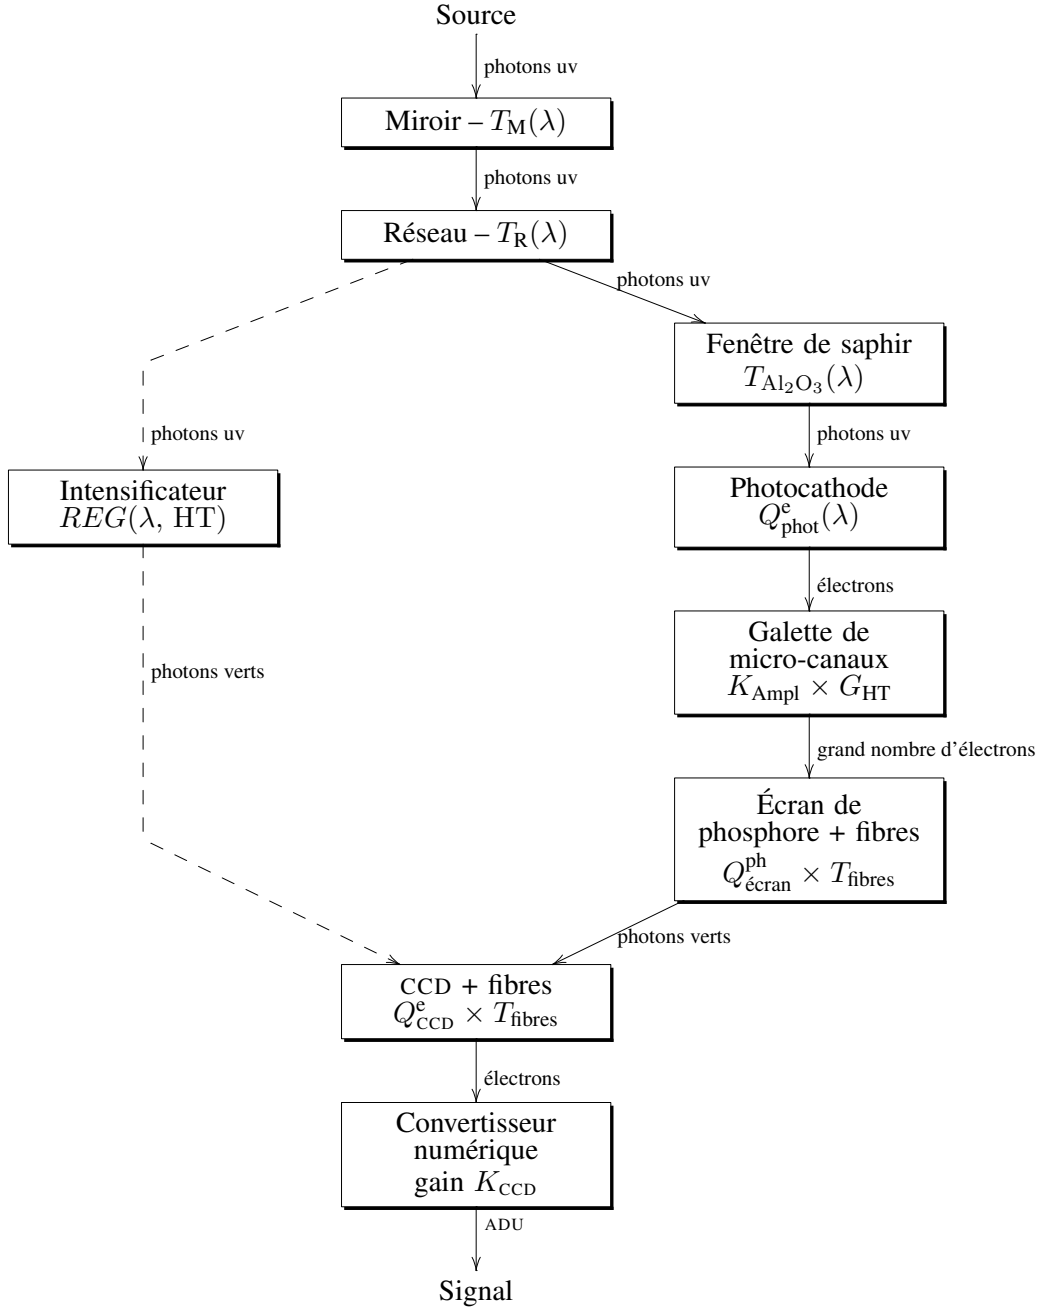 Source
photons uv
Miroir – T_M(λ)
photons uv
Réseau – T_R(λ)
photons uv
Fenêtre de saphir
T_{Al₂O₃}(λ)
photons uv
photons uv
Intensificateur
REG(λ, HT)
Photocathode
Q^e_phot(λ)
électrons
Galette de
micro-canaux
K_Ampl × G_HT
photons verts
grand nombre d'électrons
Écran de
phosphore + fibres
Q^ph_écran × T_fibres
photons verts
CCD + fibres
Q^e_CCD × T_fibres
électrons
Convertisseur
numérique
gain K_CCD
ADU
Signal